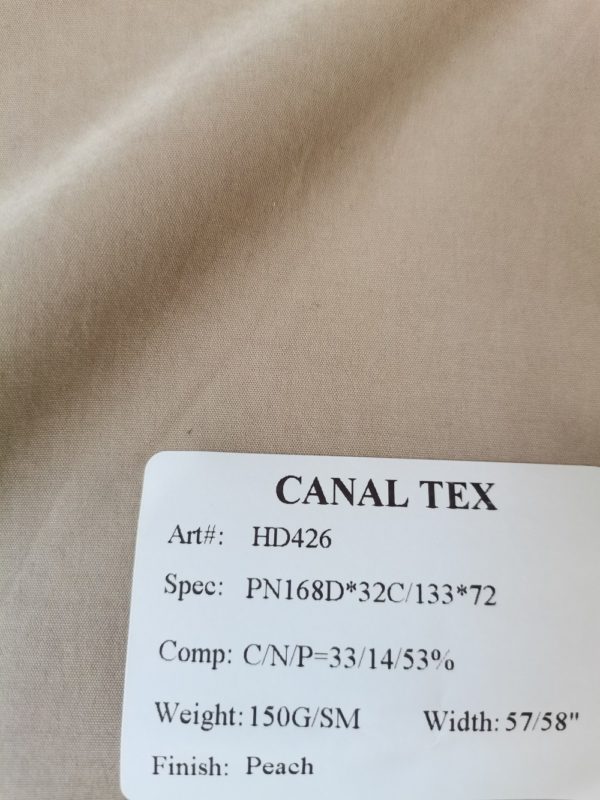 CANAL TEX
Art#: HD426
Spec: PN168D*32C/133*72
Comp: C/N/P=33/14/53%
Weight: 150G/SM Width: 57/58"
Finish: Peach